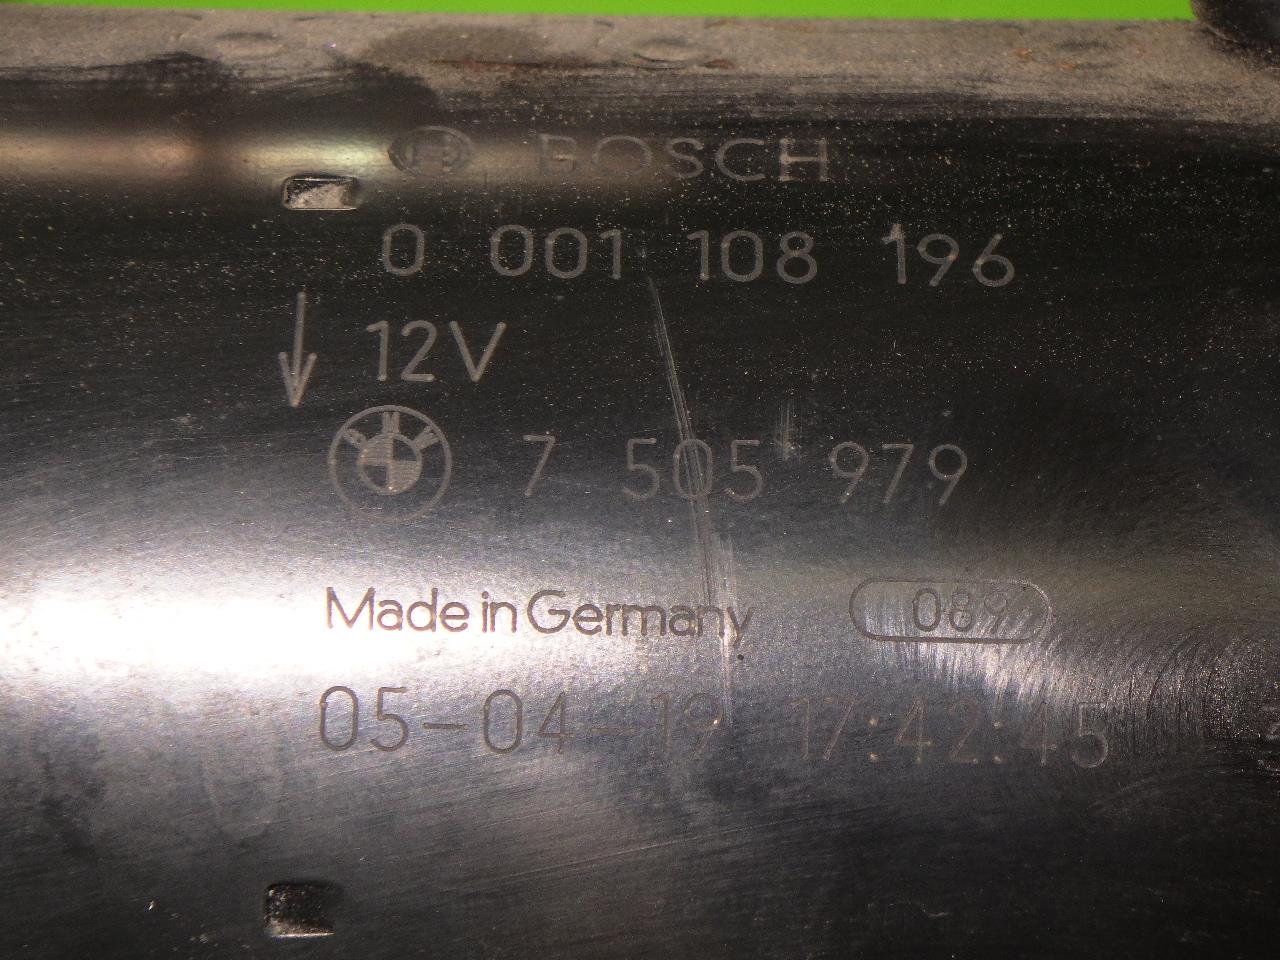 BOSCH
0 001 108 196
12V
BMW 7 505 979
Made in Germany 089
05-04-19 17:42:45